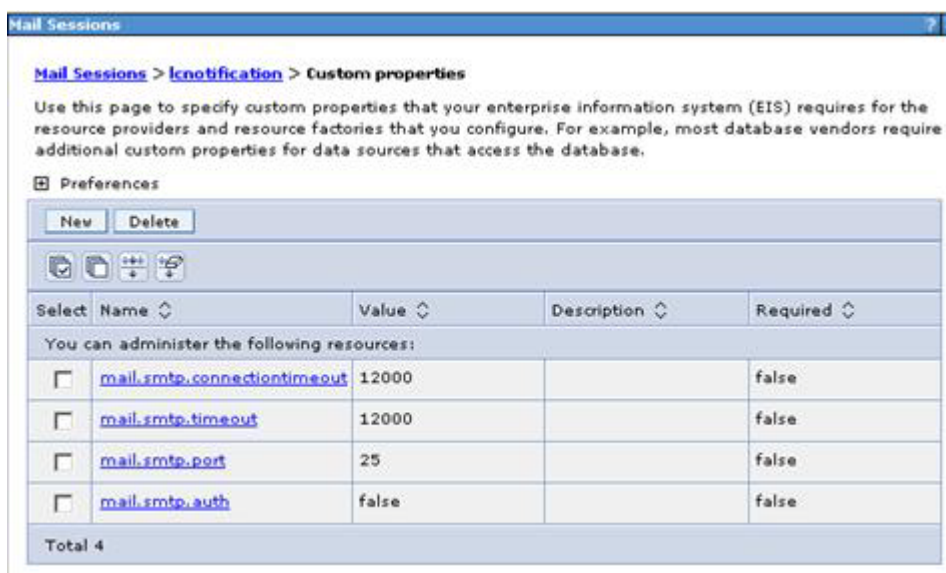 Mail Sessions ?
Mail Sessions > lcnotification > Custom properties
Use this page to specify custom properties that your enterprise information system (EIS) requires for the
resource providers and resource factories that you configure. For example, most database vendors require
additional custom properties for data sources that access the database.
Preferences
New Delete
Select Name Value Description Required
You can administer the following resources:
mail.smtp.connectiontimeout 12000 false
mail.smtp.timeout 12000 false
mail.smtp.port 25 false
mail.smtp.auth false false
Total 4